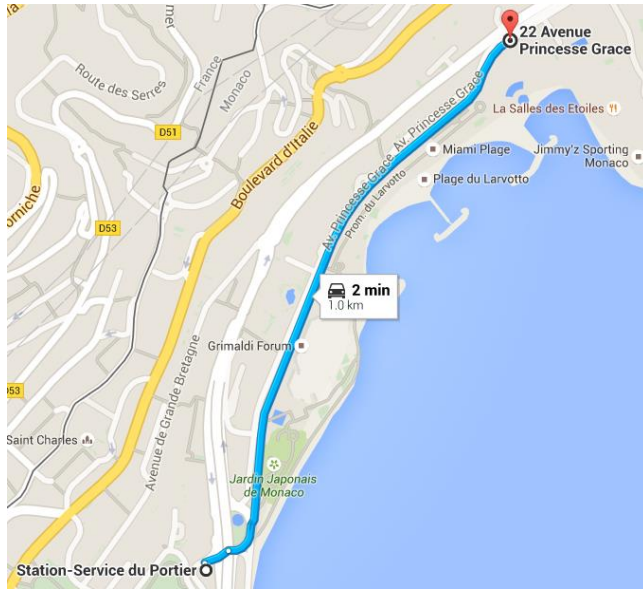 22 Avenue
Princesse Grace
Route des Serres
France
Monaco
D51
Boulevard d'Italie
Av. Princesse Grace
La Salles des Etoiles
Miami Plage
Jimmy'z Sporting
Monaco
Plage du Larvotto
D53
Av. Princesse Grace
Prom. du Larvotto
2 min
1.0 km
Grimaldi Forum
Avenue de Grande Bretagne
Saint Charles
Jardin Japonais
de Monaco
Station-Service du Portier